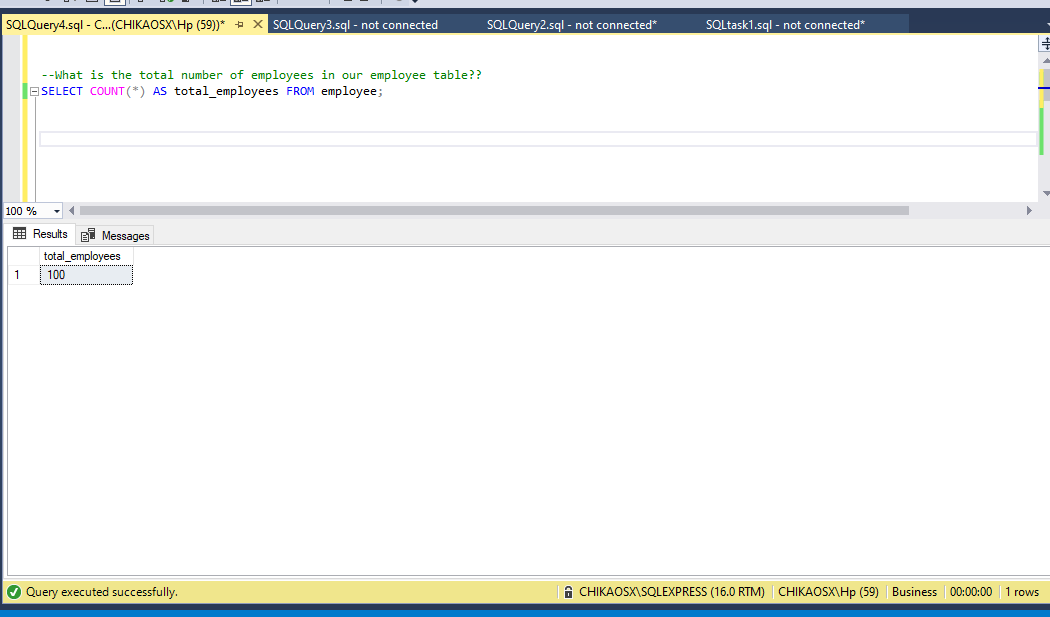 SQLQuery4.sql - C...(CHIKAOSX\Hp (59))* SQLQuery3.sql - not connected SQLQuery2.sql - not connected* SQLtask1.sql - not connected*
--What is the total number of employees in our employee table??
SELECT COUNT(*) AS total_employees FROM employee;
100 %
Results Messages
total_employees
1 100
Query executed successfully. CHIKAOSX\SQLEXPRESS (16.0 RTM) CHIKAOSX\Hp (59) Business 00:00:00 1 rows